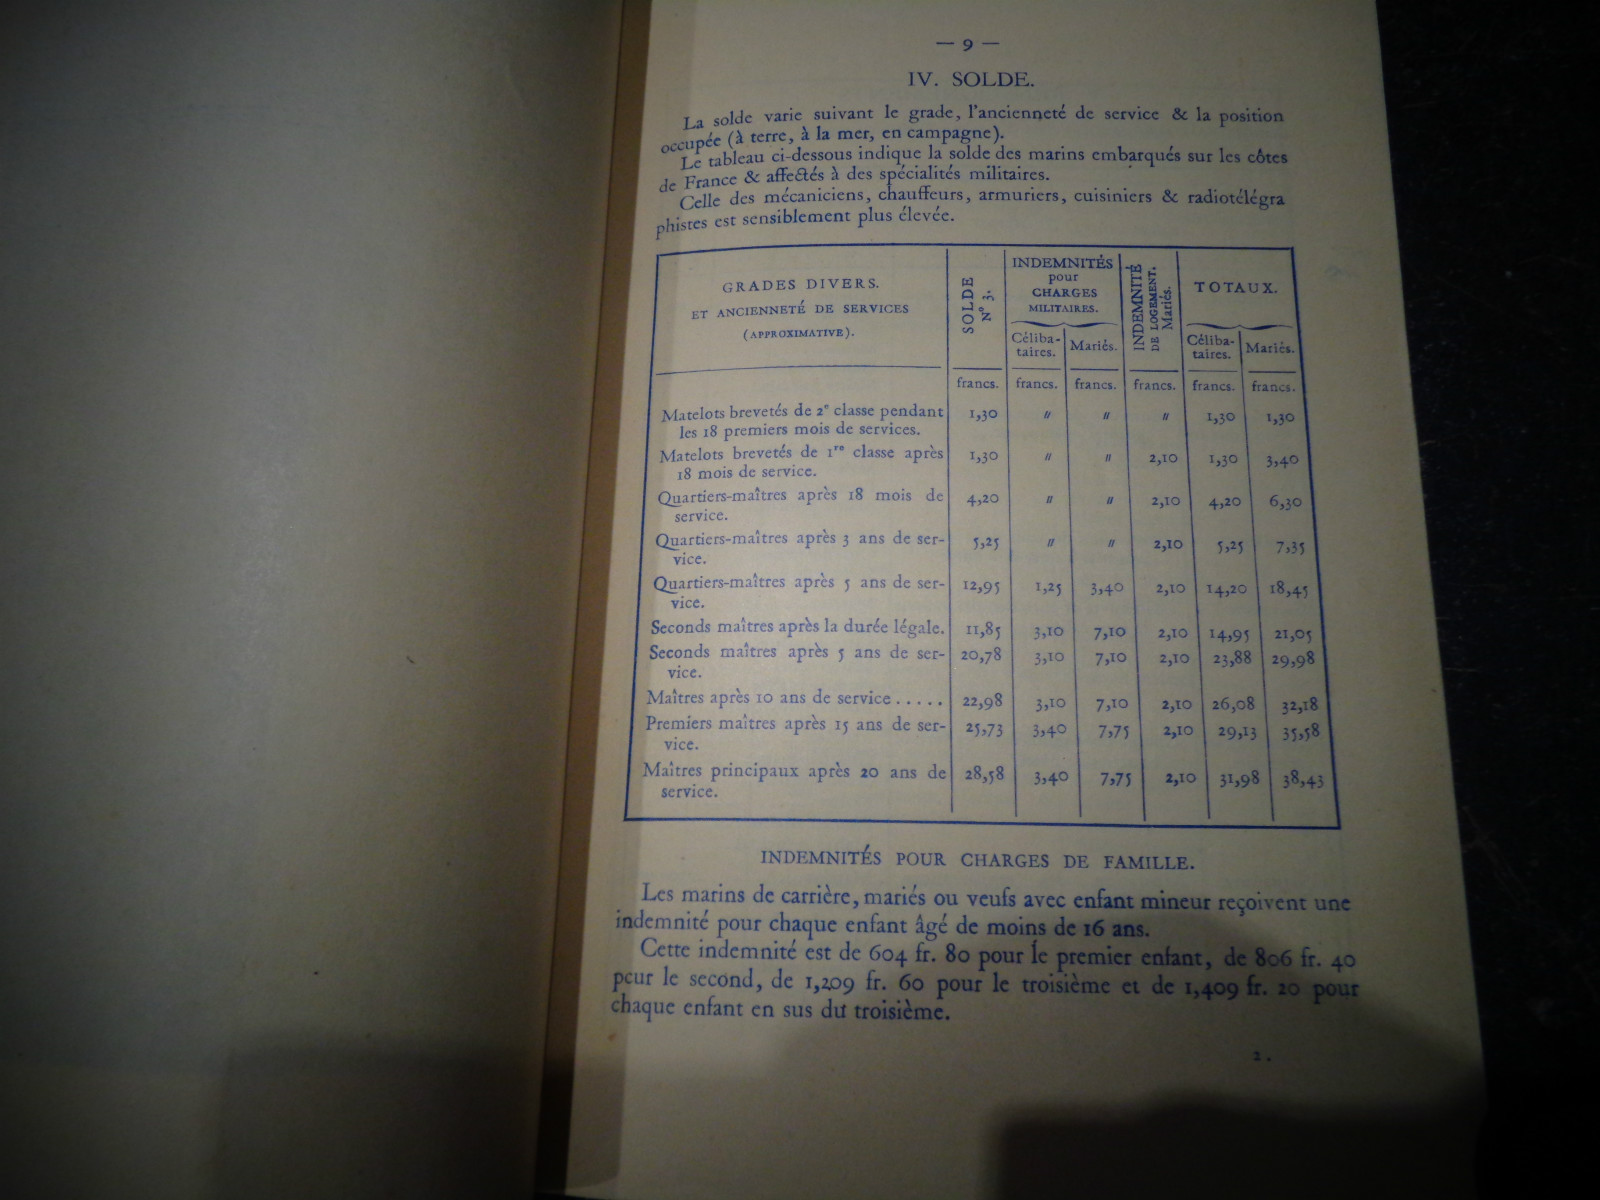 — 9 —
IV. SOLDE.
La solde varie suivant le grade, l'ancienneté de service & la position
occupée (à terre, à la mer, en campagne).
Le tableau ci-dessous indique la solde des marins embarqués sur les côtes
de France & affectés à des spécialités militaires.
Celle des mécaniciens, chauffeurs, armuriers, cuisiniers & radiotélégra
phistes est sensiblement plus élevée.
GRADES DIVERS.
ET ANCIENNETÉ DE SERVICES
(APPROXIMATIVE).
SOLDE
N° 3.
INDEMNITÉS
pour
CHARGES
MILITAIRES.
INDEMNITÉ
DE LOGEMENT.
Mariés.
TOTAUX.
Céliba-
taires.
Mariés.
Céliba-
taires.
Mariés.
francs. francs. francs. francs. francs. francs.
Matelots brevetés de 2e classe pendant 1,30 " " " 1,30 1,30
les 18 premiers mois de services.
Matelots brevetés de 1re classe après 1,30 " " 2,10 1,30 3,40
18 mois de service.
Quartiers-maîtres après 18 mois de 4,20 " " 2,10 4,20 6,30
service.
Quartiers-maîtres après 3 ans de ser- 5,25 " " 2,10 5,25 7,35
vice.
Quartiers-maîtres après 5 ans de ser- 12,95 1,25 3,40 2,10 14,20 18,45
vice.
Seconds maîtres après la durée légale. 11,85 3,10 7,10 2,10 14,95 21,05
Seconds maîtres après 5 ans de ser- 20,78 3,10 7,10 2,10 23,88 29,98
vice.
Maîtres après 10 ans de service ..... 22,98 3,10 7,10 2,10 26,08 32,18
Premiers maîtres après 15 ans de ser- 25,73 3,40 7,75 2,10 29,13 35,58
vice.
Maîtres principaux après 20 ans de 28,58 3,40 7,75 2,10 31,98 38,43
service.
INDEMNITÉS POUR CHARGES DE FAMILLE.
Les marins de carrière, mariés ou veufs avec enfant mineur reçoivent une
indemnité pour chaque enfant âgé de moins de 16 ans.
Cette indemnité est de 604 fr. 80 pour le premier enfant, de 806 fr. 40
pour le second, de 1,209 fr. 60 pour le troisième et de 1,409 fr. 20 pour
chaque enfant en sus du troisième.
2.